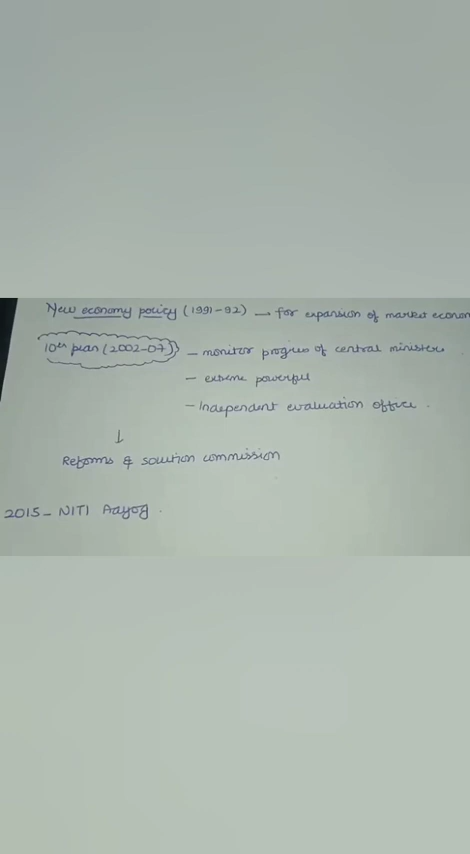 New economy policy (1991-92) → for expansion of market econom
10th plan (2002-07) - monitor progress of central ministers
- extreme powerful
- Independent evaluation office.
↓
Reforms & solution commission
2015 - NITI Aayog.